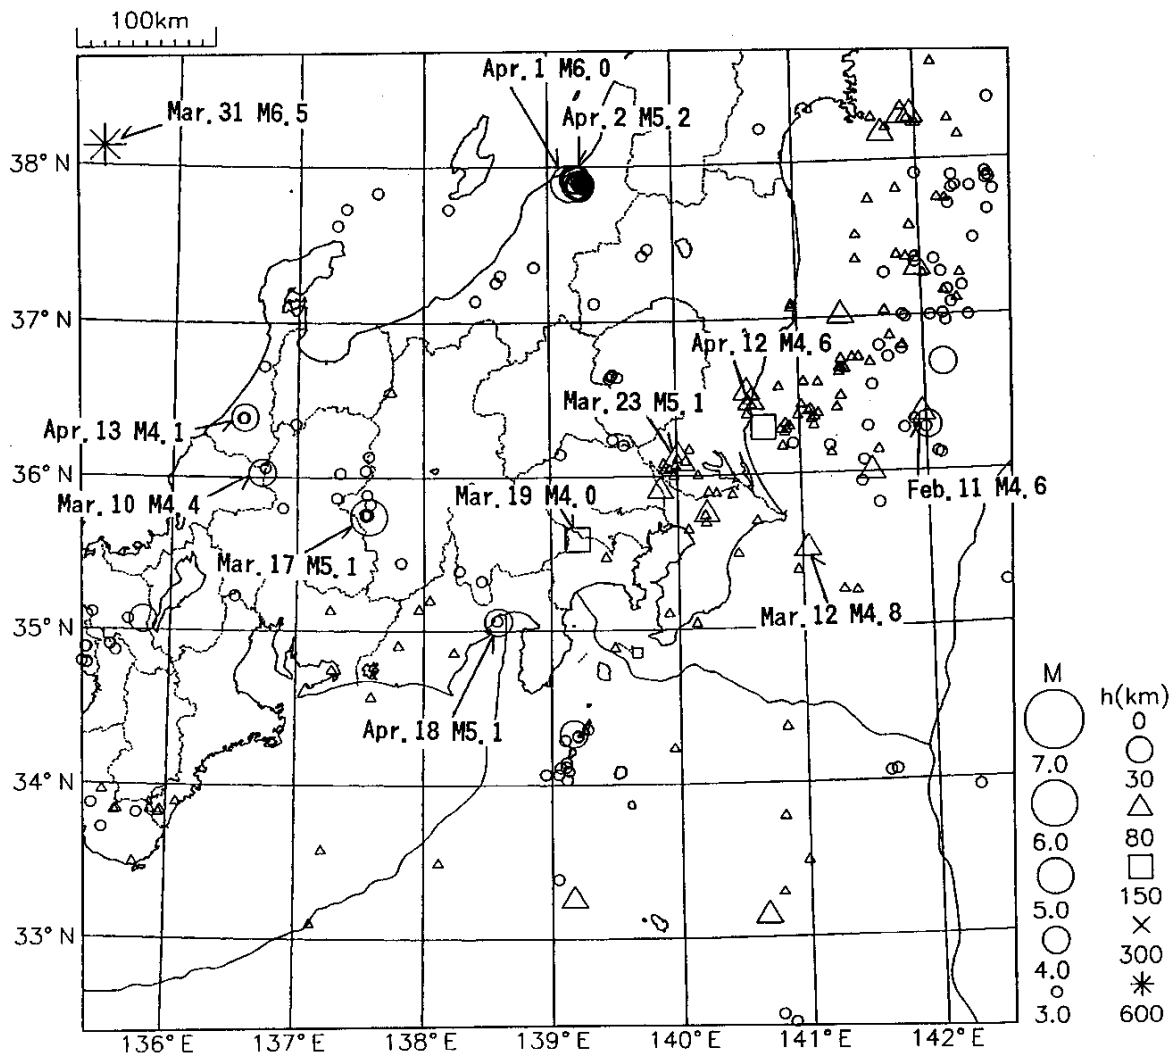 100km
Apr. 1 M6.0
Mar. 31 M6.5
Apr. 2 M5.2
38° N
37° N
Apr. 12 M4.6
Mar. 23 M5.1
Apr. 13 M4.1
36° N
Mar. 10 M4.4
Mar. 19 M4.0
Feb. 11 M4.6
Mar. 17 M5.1
35° N
Mar. 12 M4.8
Apr. 18 M5.1
34° N
33° N
M
7.0
6.0
5.0
4.0
3.0
h(km)
0
30
80
150
300
600
136° E 137° E 138° E 139° E 140° E 141° E 142° E